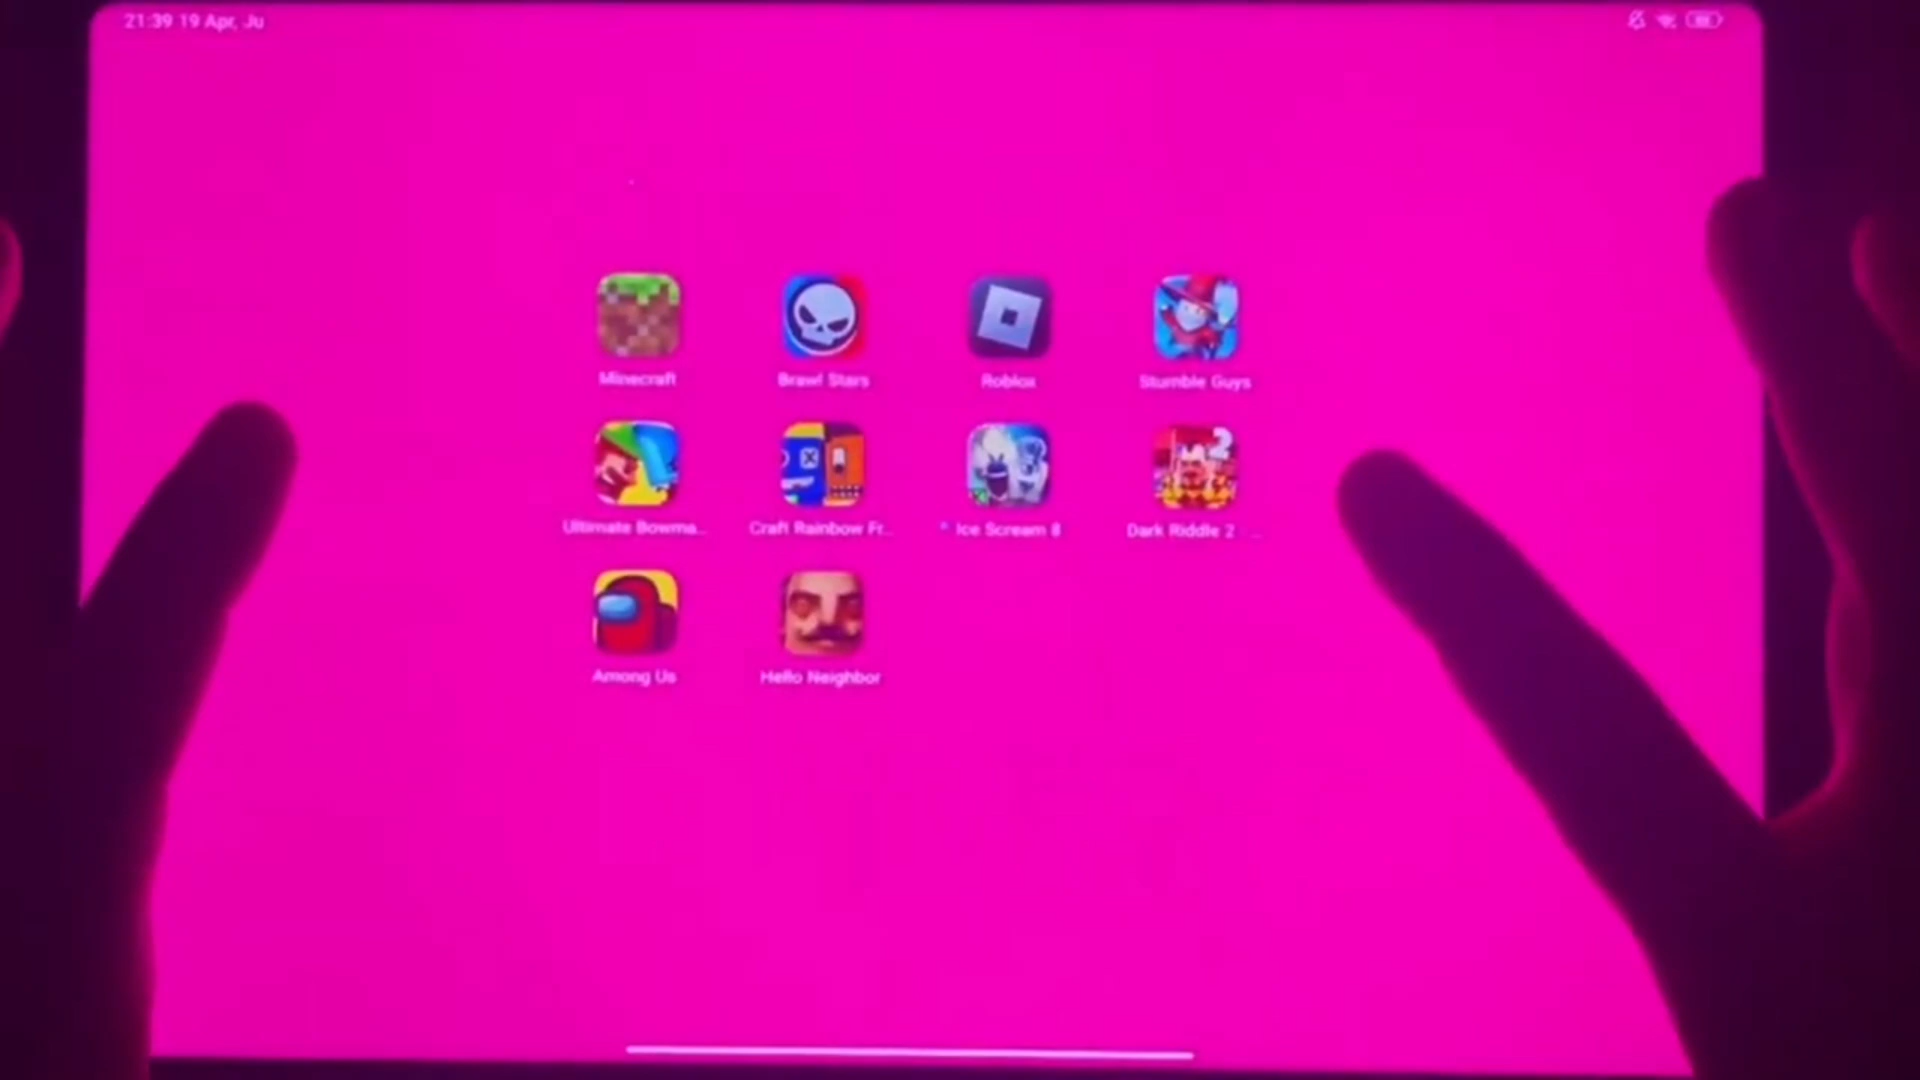 21:39 19 Apr, Ju
Minecraft
Brawl Stars
Roblox
Stumble Guys
Ultimate Bowma..
Craft Rainbow Fr..
Ice Scream 8
Dark Riddle 2 ..
2
Among Us
Hello Neighbor